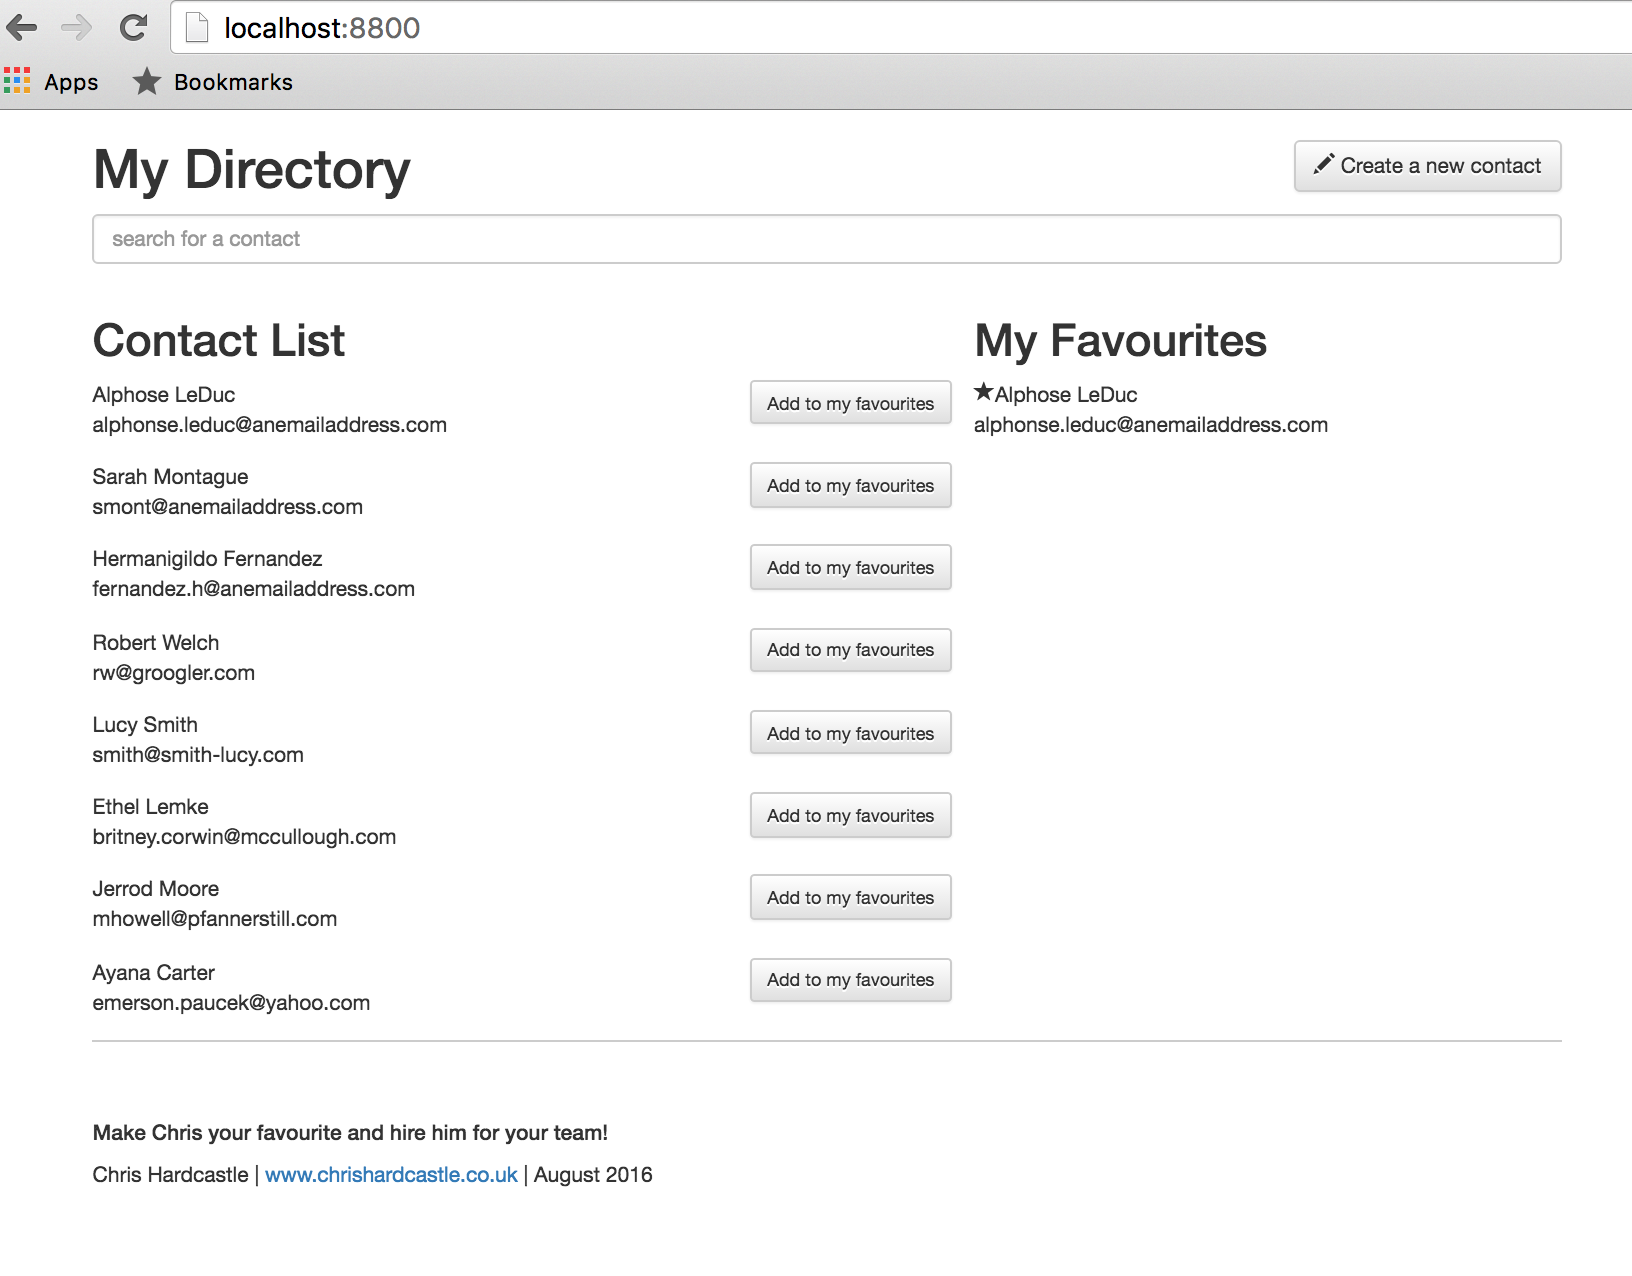 localhost:8800
Apps Bookmarks
My Directory
Create a new contact
search for a contact
Contact List
Alphose LeDuc
alphonse.leduc@anemailaddress.com
Add to my favourites
Sarah Montague
smont@anemailaddress.com
Add to my favourites
Hermanigildo Fernandez
fernandez.h@anemailaddress.com
Add to my favourites
Robert Welch
rw@groogler.com
Add to my favourites
Lucy Smith
smith@smith-lucy.com
Add to my favourites
Ethel Lemke
britney.corwin@mccullough.com
Add to my favourites
Jerrod Moore
mhowell@pfannerstill.com
Add to my favourites
Ayana Carter
emerson.paucek@yahoo.com
Add to my favourites
My Favourites
Alphose LeDuc
alphonse.leduc@anemailaddress.com
Make Chris your favourite and hire him for your team!
Chris Hardcastle | www.chrishardcastle.co.uk | August 2016